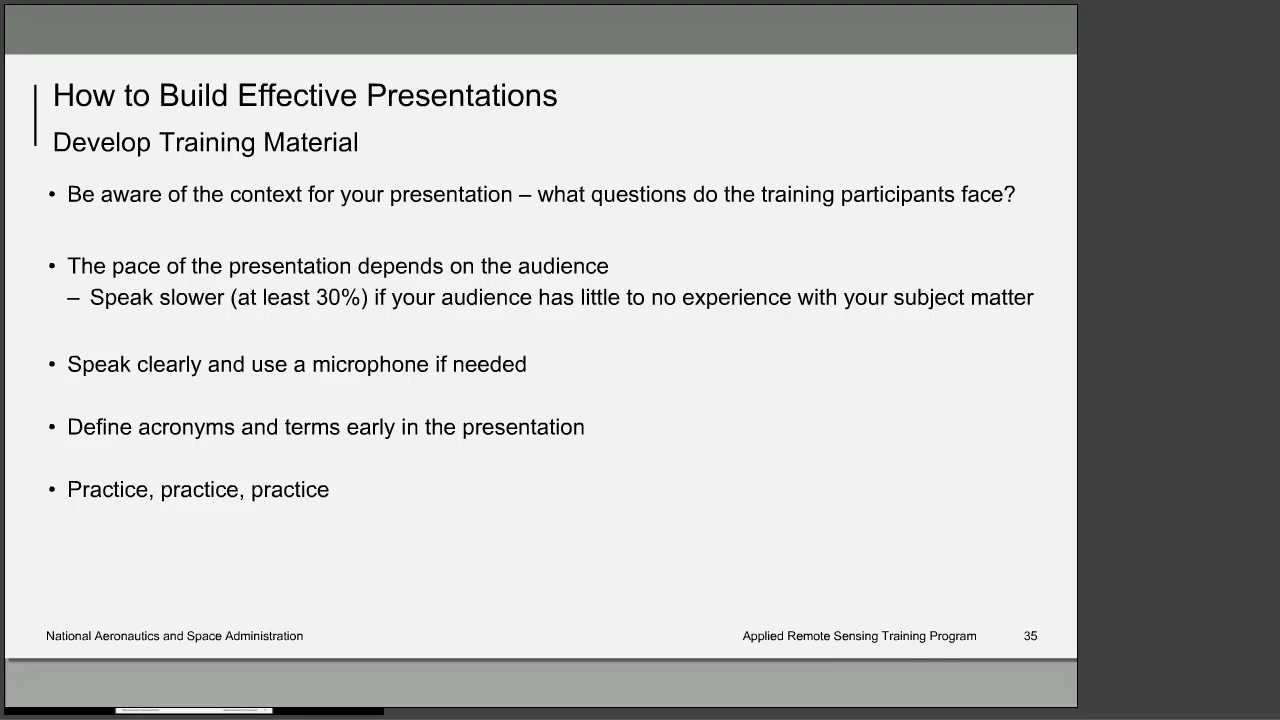 How to Build Effective Presentations
Develop Training Material
• Be aware of the context for your presentation – what questions do the training participants face?
• The pace of the presentation depends on the audience
– Speak slower (at least 30%) if your audience has little to no experience with your subject matter
• Speak clearly and use a microphone if needed
• Define acronyms and terms early in the presentation
• Practice, practice, practice
National Aeronautics and Space Administration
Applied Remote Sensing Training Program
35